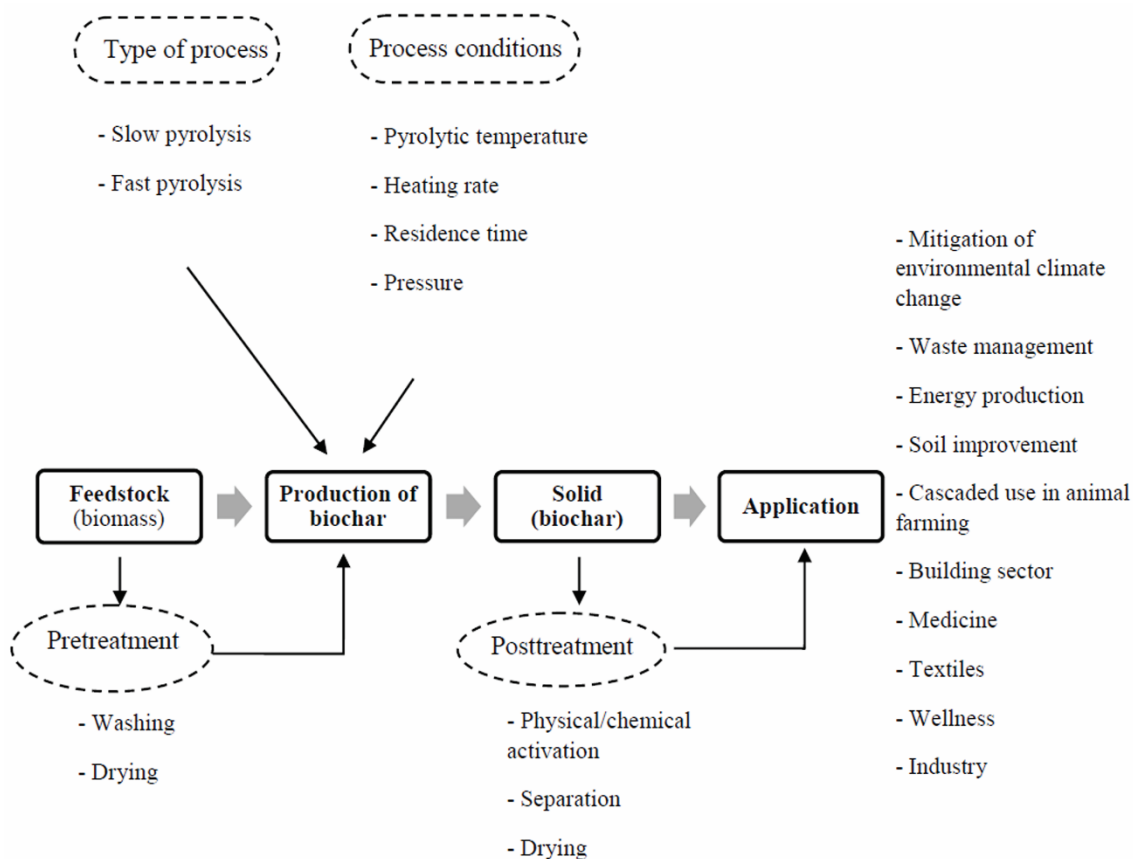 Type of process
Process conditions
- Slow pyrolysis
- Fast pyrolysis
- Pyrolytic temperature
- Heating rate
- Residence time
- Pressure
Feedstock
(biomass)
Production of
biochar
Solid
(biochar)
Application
Pretreatment
- Washing
- Drying
Posttreatment
- Physical/chemical
activation
- Separation
- Drying
- Mitigation of
environmental climate
change
- Waste management
- Energy production
- Soil improvement
- Cascaded use in animal
farming
- Building sector
- Medicine
- Textiles
- Wellness
- Industry